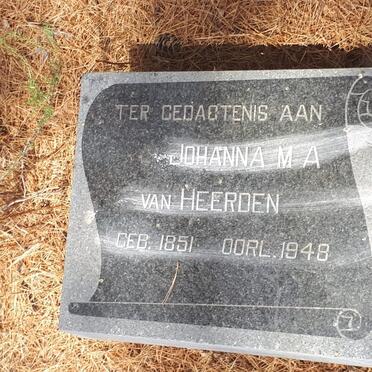 TER GEDAGTENIS AAN
JOHANNA M.A
VAN HEERDEN
GEB. 1851 OORL. 1948